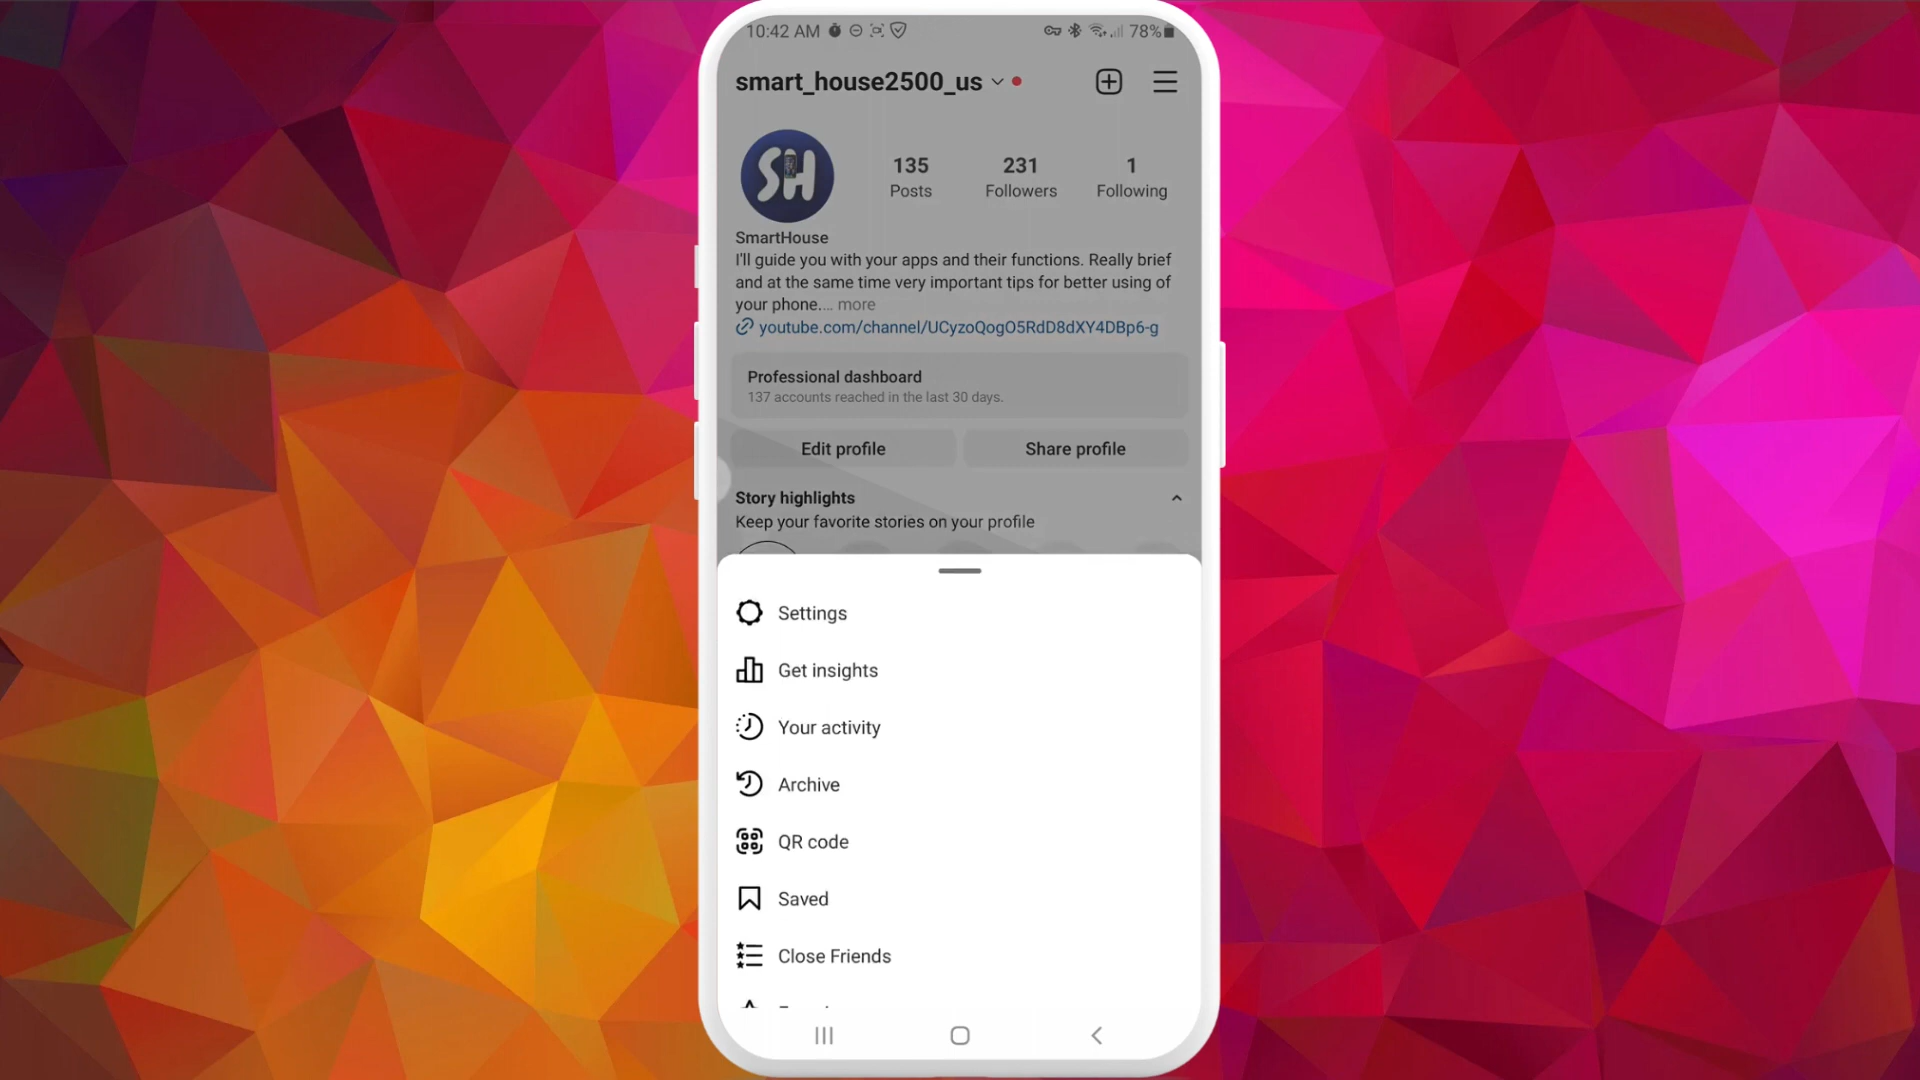 10:42 AM 78%
smart_house2500_us
SH
135 231 1
Posts Followers Following
SmartHouse
I'll guide you with your apps and their functions. Really brief
and at the same time very important tips for better using of
your phone.... more
youtube.com/channel/UCyzoQogO5RdD8dXY4DBp6-g
Professional dashboard
137 accounts reached in the last 30 days.
Edit profile Share profile
Story highlights
Keep your favorite stories on your profile
Settings
Get insights
Your activity
Archive
QR code
Saved
Close Friends